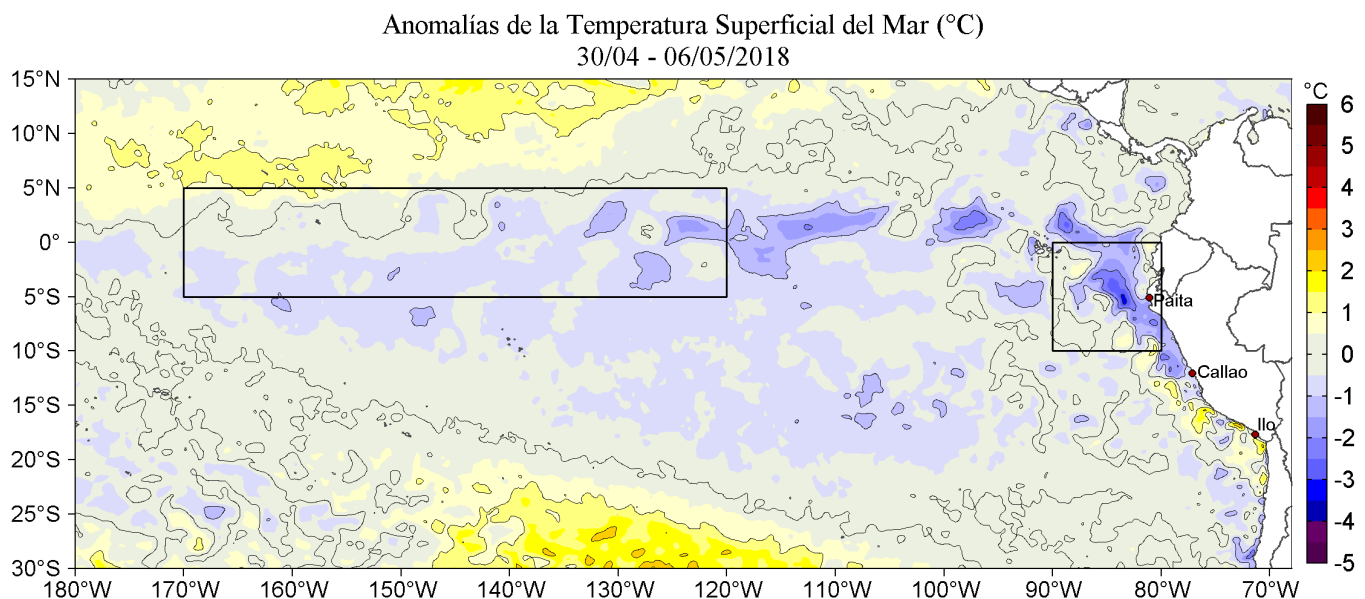 Anomalías de la Temperatura Superficial del Mar (°C)
30/04 - 06/05/2018
15°N
10°N
5°N
0°
5°S
10°S
15°S
20°S
25°S
30°S
180°W 170°W 160°W 150°W 140°W 130°W 120°W 110°W 100°W 90°W 80°W 70°W
Paita
Callao
Ilo
°C
6
5
4
3
2
1
0
-1
-2
-3
-4
-5